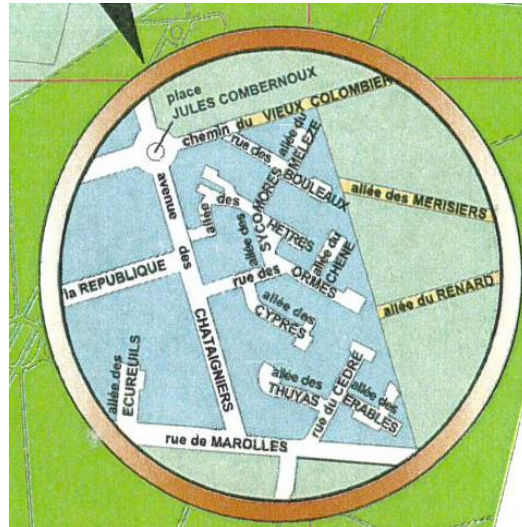 place
JULES COMBERNOUX
chemin du VIEUX COLOMBIER
allée du
MELEZE
rue des
BOULEAUX
allée des MERISIERS
avenue des
CHATAIGNIERS
allée des
HETRES
allée des
SYCOMORES
allée du
CHENE
la REPUBLIQUE
rue des
ORMES
allée du RENARD
allée des
CYPRES
allée des
ECUREUILS
allée des
THUYAS
rue du CEDRE
allée des
ERABLES
rue de MAROLLES